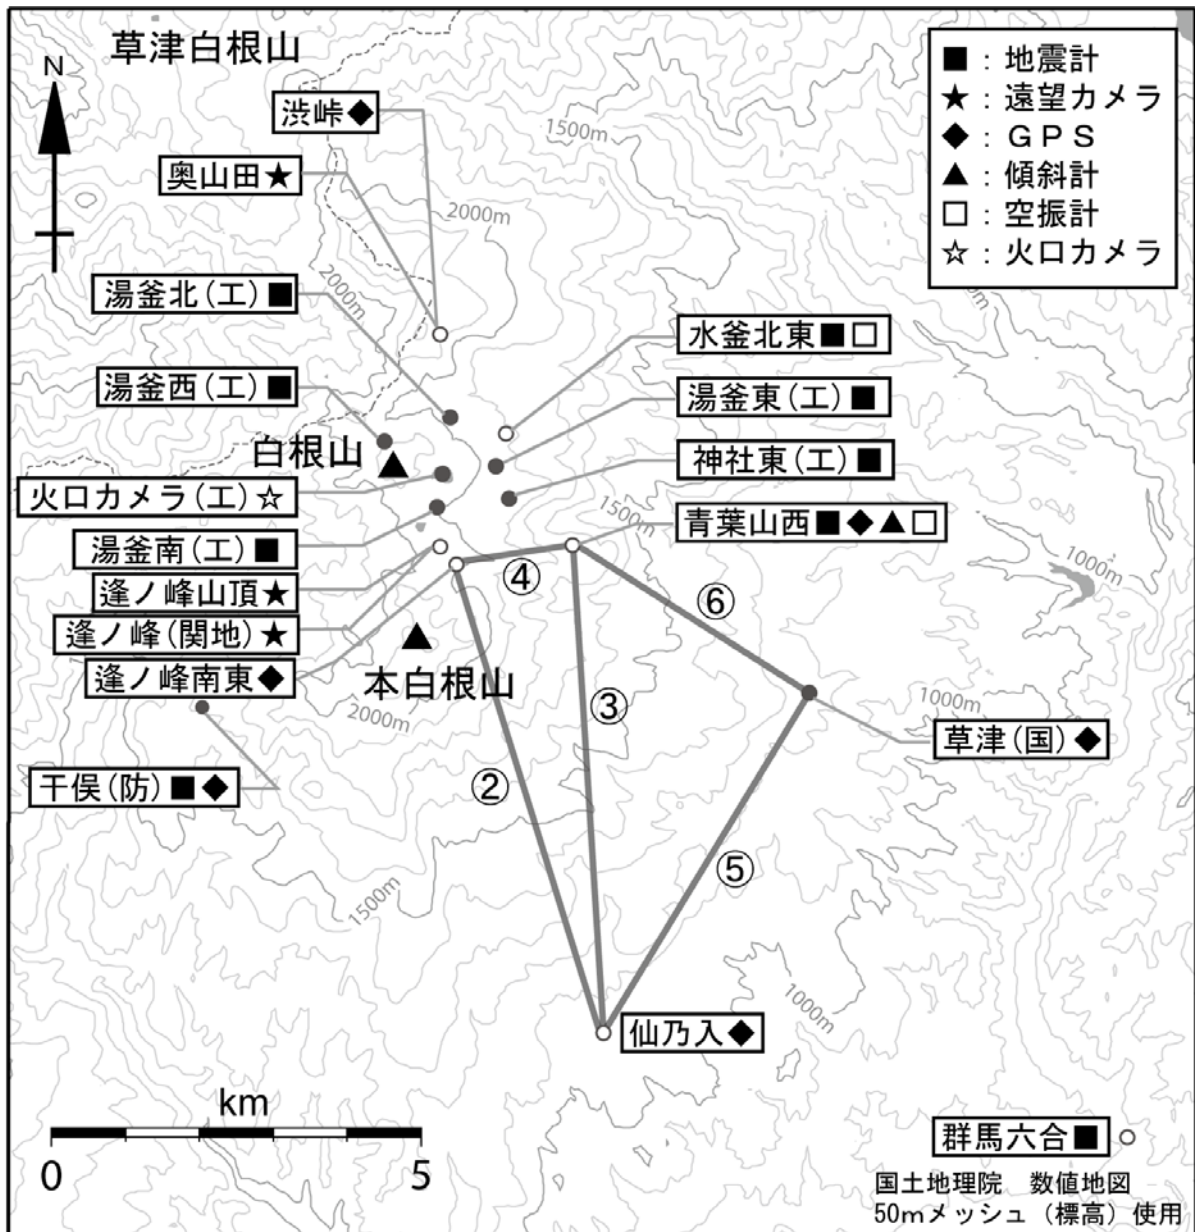 草津白根山
N
渋峠◆
奥山田★
湯釜北(工)■
湯釜西(工)■
白根山
火口カメラ(工)☆
湯釜南(工)■
逢ノ峰山頂★
逢ノ峰(関地)★
逢ノ峰南東◆
本白根山
干俣(防)■◆
■:地震計
★:遠望カメラ
◆:GPS
▲:傾斜計
□:空振計
☆:火口カメラ
水釜北東■□
湯釜東(工)■
神社東(工)■
青葉山西■◆▲□
草津(国)◆
仙乃入◆
群馬六合■
1500m
2000m
2000m
1500m
1000m
1000m
2000m
1500m
1000m
④
⑥
③
②
⑤
km
0 5
国土地理院 数値地図
50mメッシュ(標高)使用